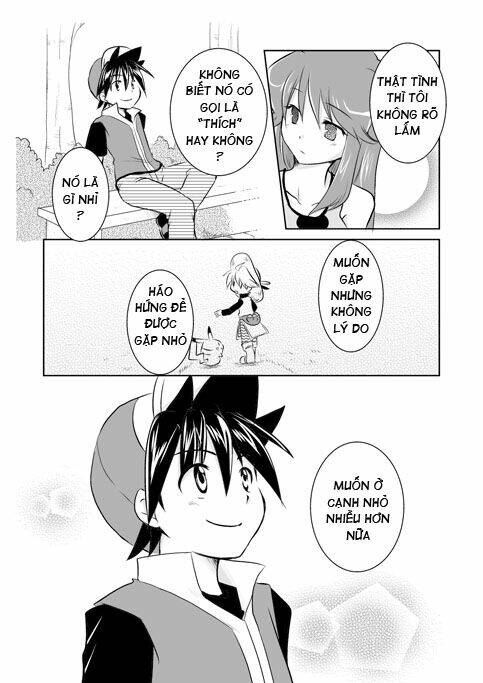 THẬT TÌNH
THÌ TÔI
KHÔNG RÕ
LẮM
KHÔNG
BIẾT NÓ CÓ
GỌI LÀ
"THÍCH"
HAY KHÔNG
?
NÓ LÀ
GÌ NHỈ
?
MUỐN
GẶP
NHƯNG
KHÔNG
LÝ DO
HÁO
HỨNG ĐỂ
ĐƯỢC
GẶP NHỎ
MUỐN Ở
CẠNH NHỎ
NHIỀU HƠN
NỮA